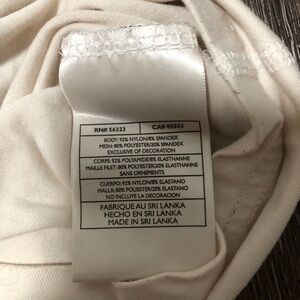 RN# 56323 CA# 05553
BODY: 92% NYLON/8% SPANDEX
MESH: 80% POLYESTER/20% SPANDEX
EXCLUSIVE OF DECORATION
CORPS: 92% POLYAMIDE/8% ELASTHANNE
MAILLE FILET: 80% POLYESTER/20% ELASTHANNE
SANS ORNEMENTS
CUERPO: 92% NYLON/8% ELASTANO
MALLA: 80% POLIESTER/20% ELASTANO
NO INCLUYE LA DECORACION
FABRIQUE AU SRI LANKA
HECHO EN SRI LANKA
MADE IN SRI LANKA